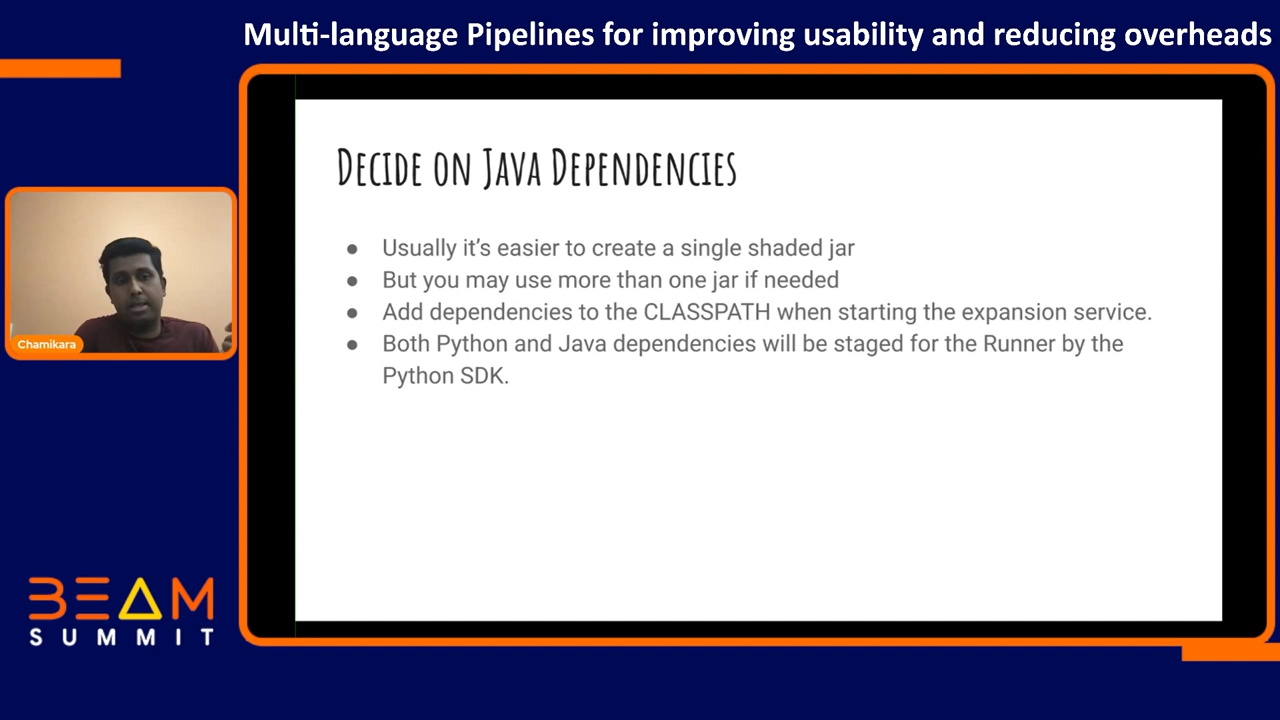 Multi-language Pipelines for improving usability and reducing overheads
DECIDE ON JAVA DEPENDENCIES
● Usually it's easier to create a single shaded jar
● But you may use more than one jar if needed
● Add dependencies to the CLASSPATH when starting the expansion service.
● Both Python and Java dependencies will be staged for the Runner by the
Python SDK.
Chamikara
BEAM
SUMMIT